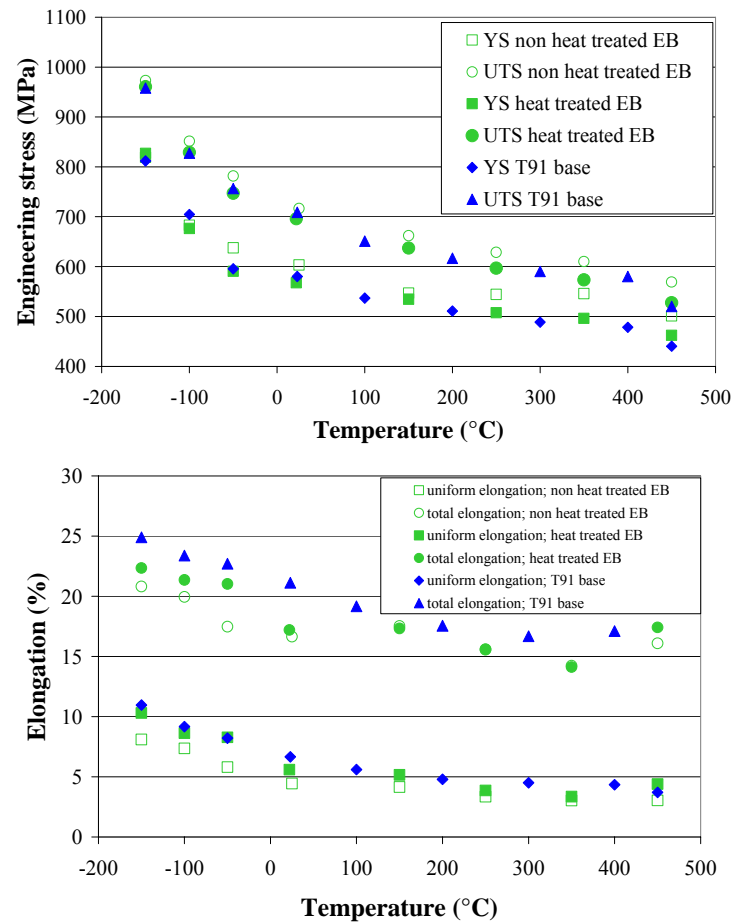 Engineering stress (MPa)
1100
1000
900
800
700
600
500
400
YS non heat treated EB
UTS non heat treated EB
YS heat treated EB
UTS heat treated EB
YS T91 base
UTS T91 base
-200 -100 0 100 200 300 400 500
Temperature (°C)
Elongation (%)
30
25
20
15
10
5
0
uniform elongation; non heat treated EB
total elongation; non heat treated EB
uniform elongation; heat treated EB
total elongation; heat treated EB
uniform elongation; T91 base
total elongation; T91 base
-200 -100 0 100 200 300 400 500
Temperature (°C)